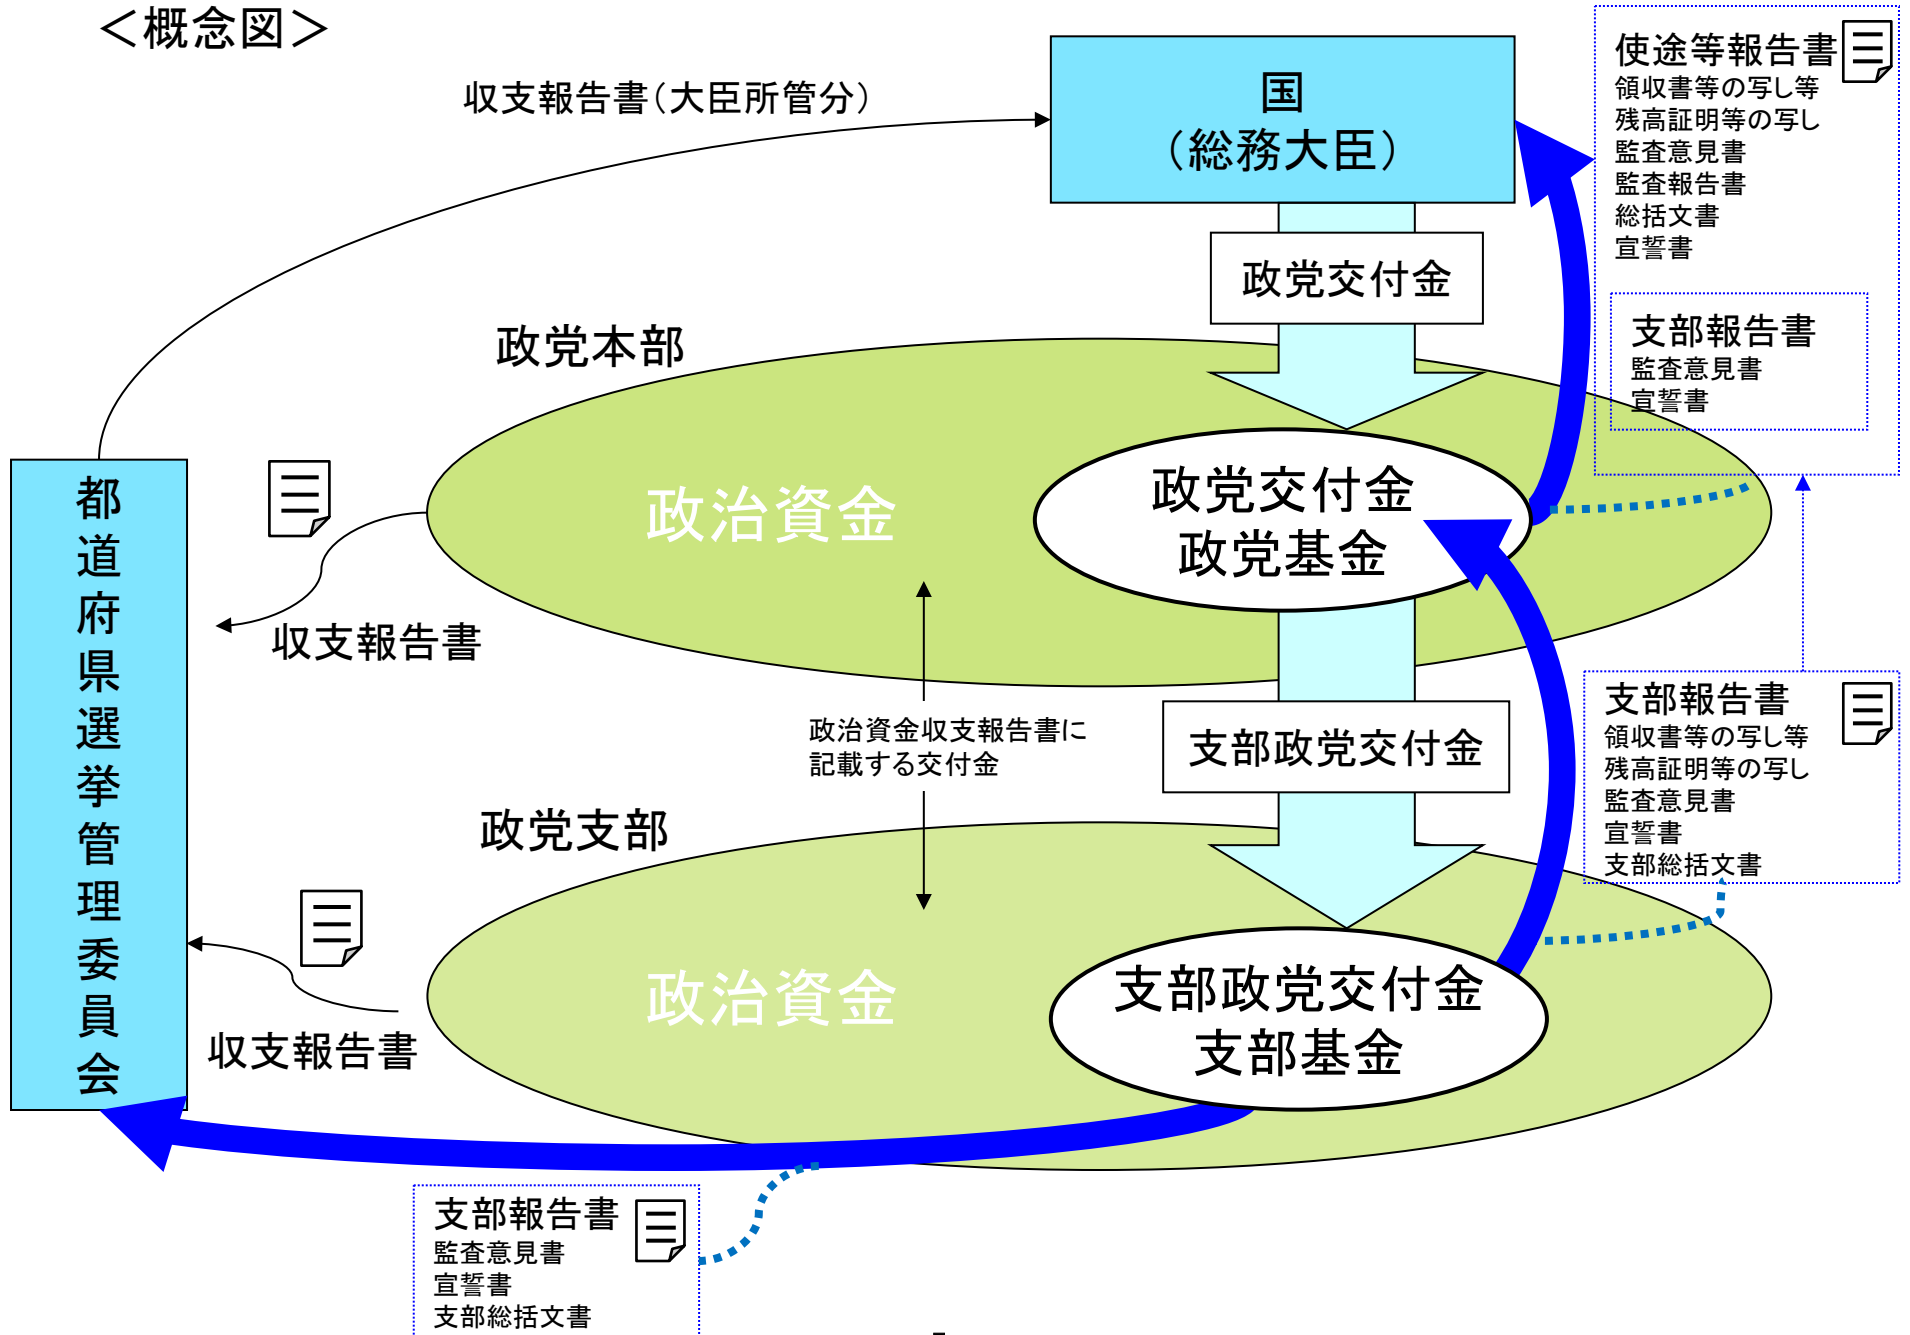 ＜概念図＞
収支報告書（大臣所管分）
国
（総務大臣）
使途等報告書
領収書等の写し等
残高証明等の写し
監査意見書
監査報告書
総括文書
宣誓書
政党交付金
支部報告書
監査意見書
宣誓書
政党本部
政治資金
政党交付金
政党基金
都道府県選挙管理委員会
収支報告書
政治資金収支報告書に
記載する交付金
支部政党交付金
支部報告書
領収書等の写し等
残高証明等の写し
監査意見書
宣誓書
支部総括文書
政党支部
政治資金
支部政党交付金
支部基金
収支報告書
支部報告書
監査意見書
宣誓書
支部総括文書